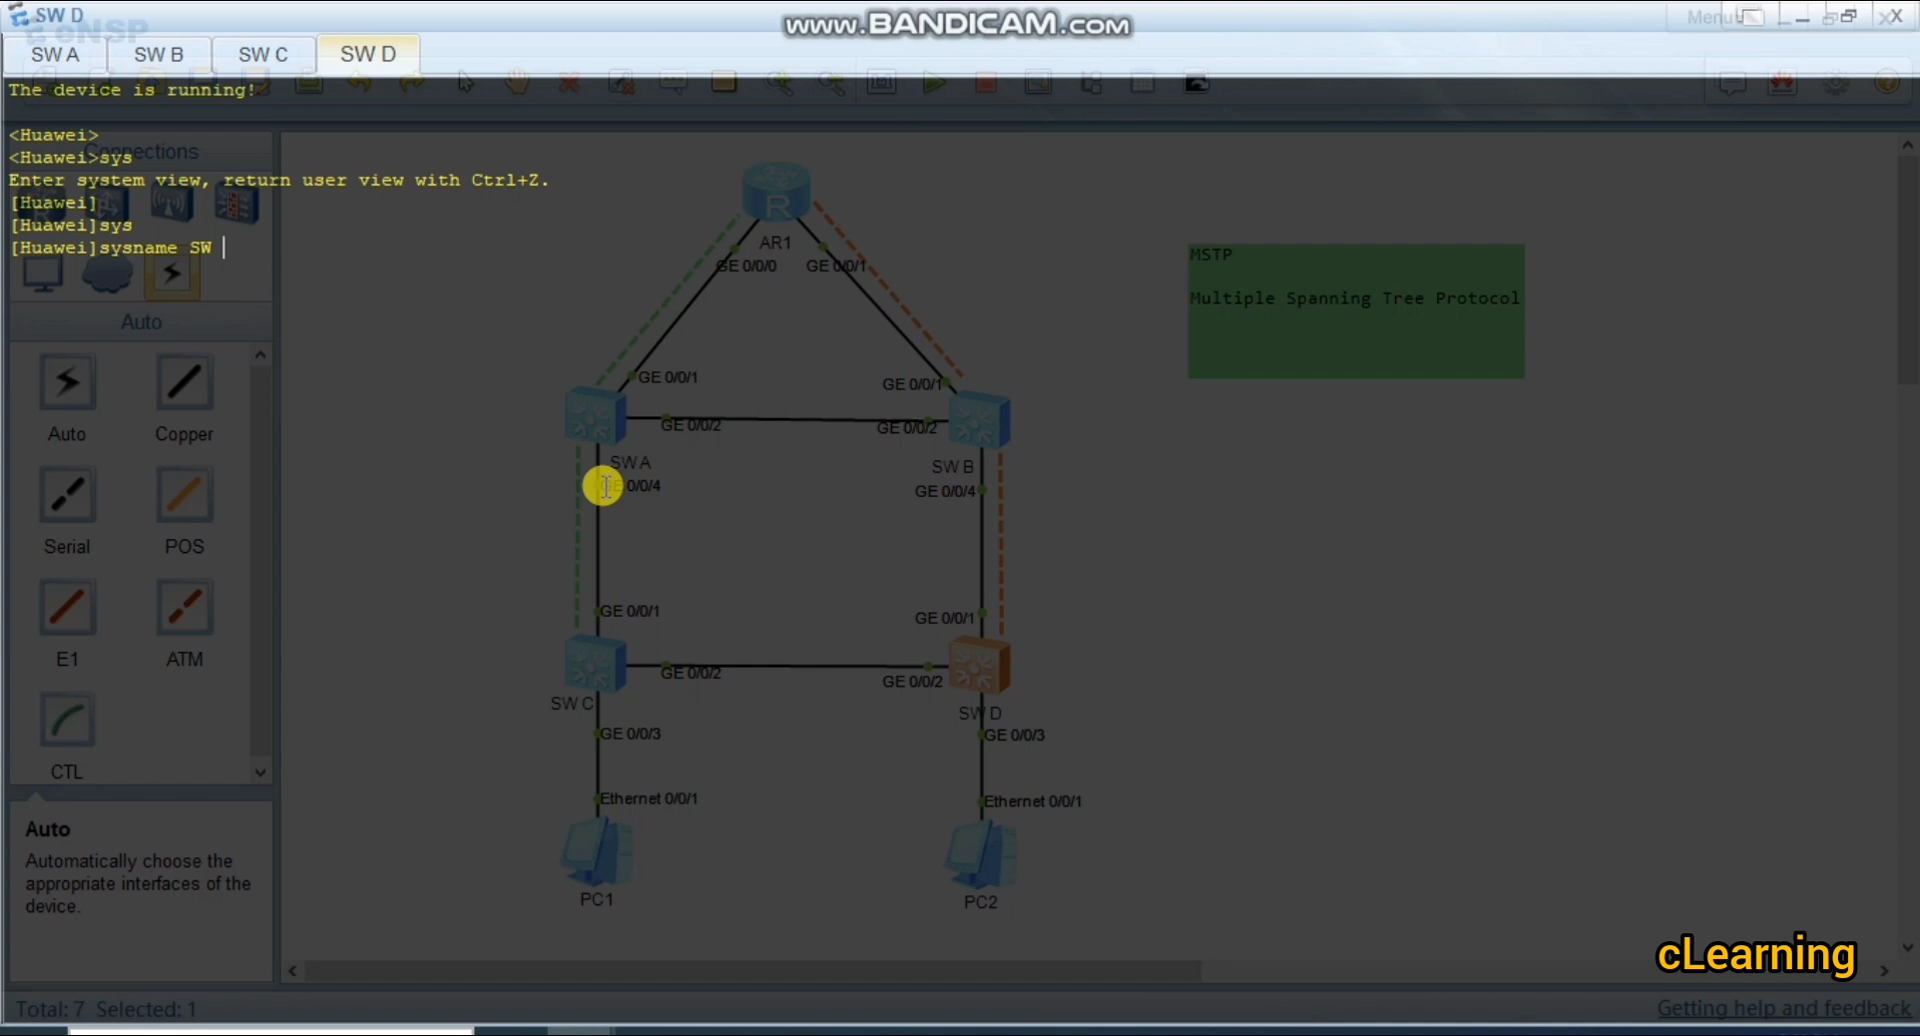 SW D
www.BANDICAM.com
Menu
eNSP
SW A
SW B
SW C
SW D
The device is running!
<Huawei>
Connections
<Huawei>sys
Enter system view, return user view with Ctrl+Z.
[Huawei]
[Huawei]sys
[Huawei]sysname SW
R
AR1
GE 0/0/0
GE 0/0/1
MSTP
Multiple Spanning Tree Protocol
Auto
GE 0/0/1
GE 0/0/1
GE 0/0/2
GE 0/0/2
Auto
Copper
SW A
SW B
GE 0/0/4
GE 0/0/4
Serial
POS
GE 0/0/1
GE 0/0/1
E1
ATM
GE 0/0/2
GE 0/0/2
SW C
SW D
GE 0/0/3
GE 0/0/3
CTL
Ethernet 0/0/1
Ethernet 0/0/1
Auto
Automatically choose the
appropriate interfaces of the
device.
PC1
PC2
cLearning
Total: 7 Selected: 1
Getting help and feedback